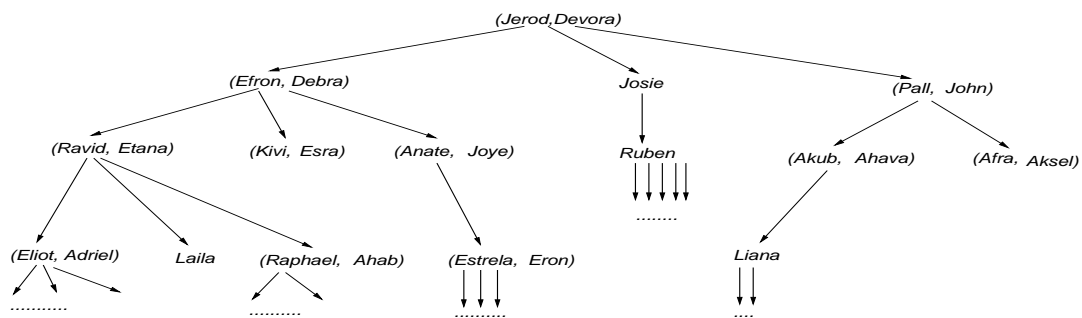 (Jerod,Devora)
(Efron, Debra) Josie (Pall, John)
(Ravid, Etana) (Kivi, Esra) (Anate, Joye) Ruben (Akub, Ahava) (Afra, Aksel)
........
(Eliot, Adriel) Laila (Raphael, Ahab) (Estrela, Eron) Liana
........... .......... .......... ....